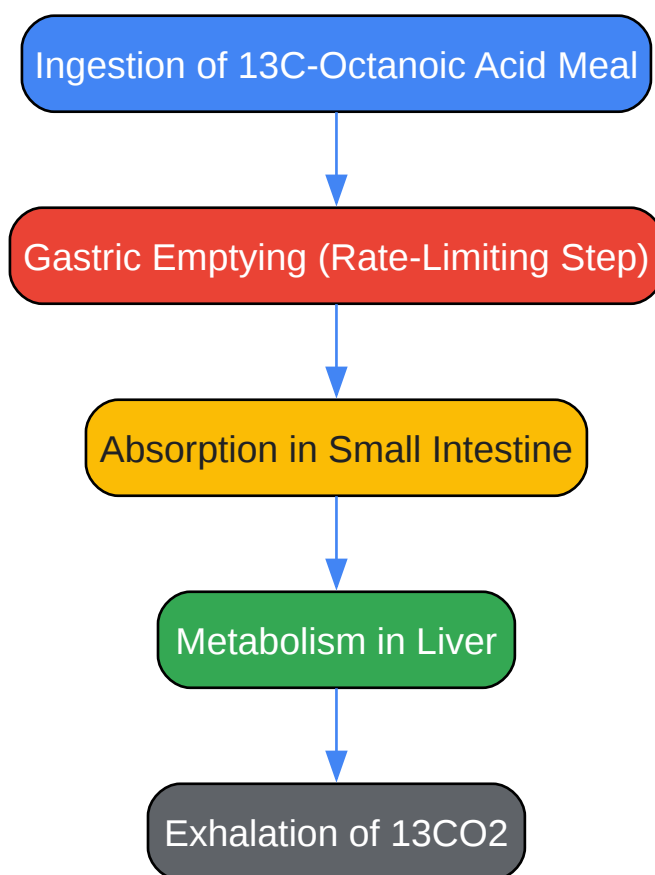 Ingestion of 13C-Octanoic Acid Meal
Gastric Emptying (Rate-Limiting Step)
Absorption in Small Intestine
Metabolism in Liver
Exhalation of 13CO2